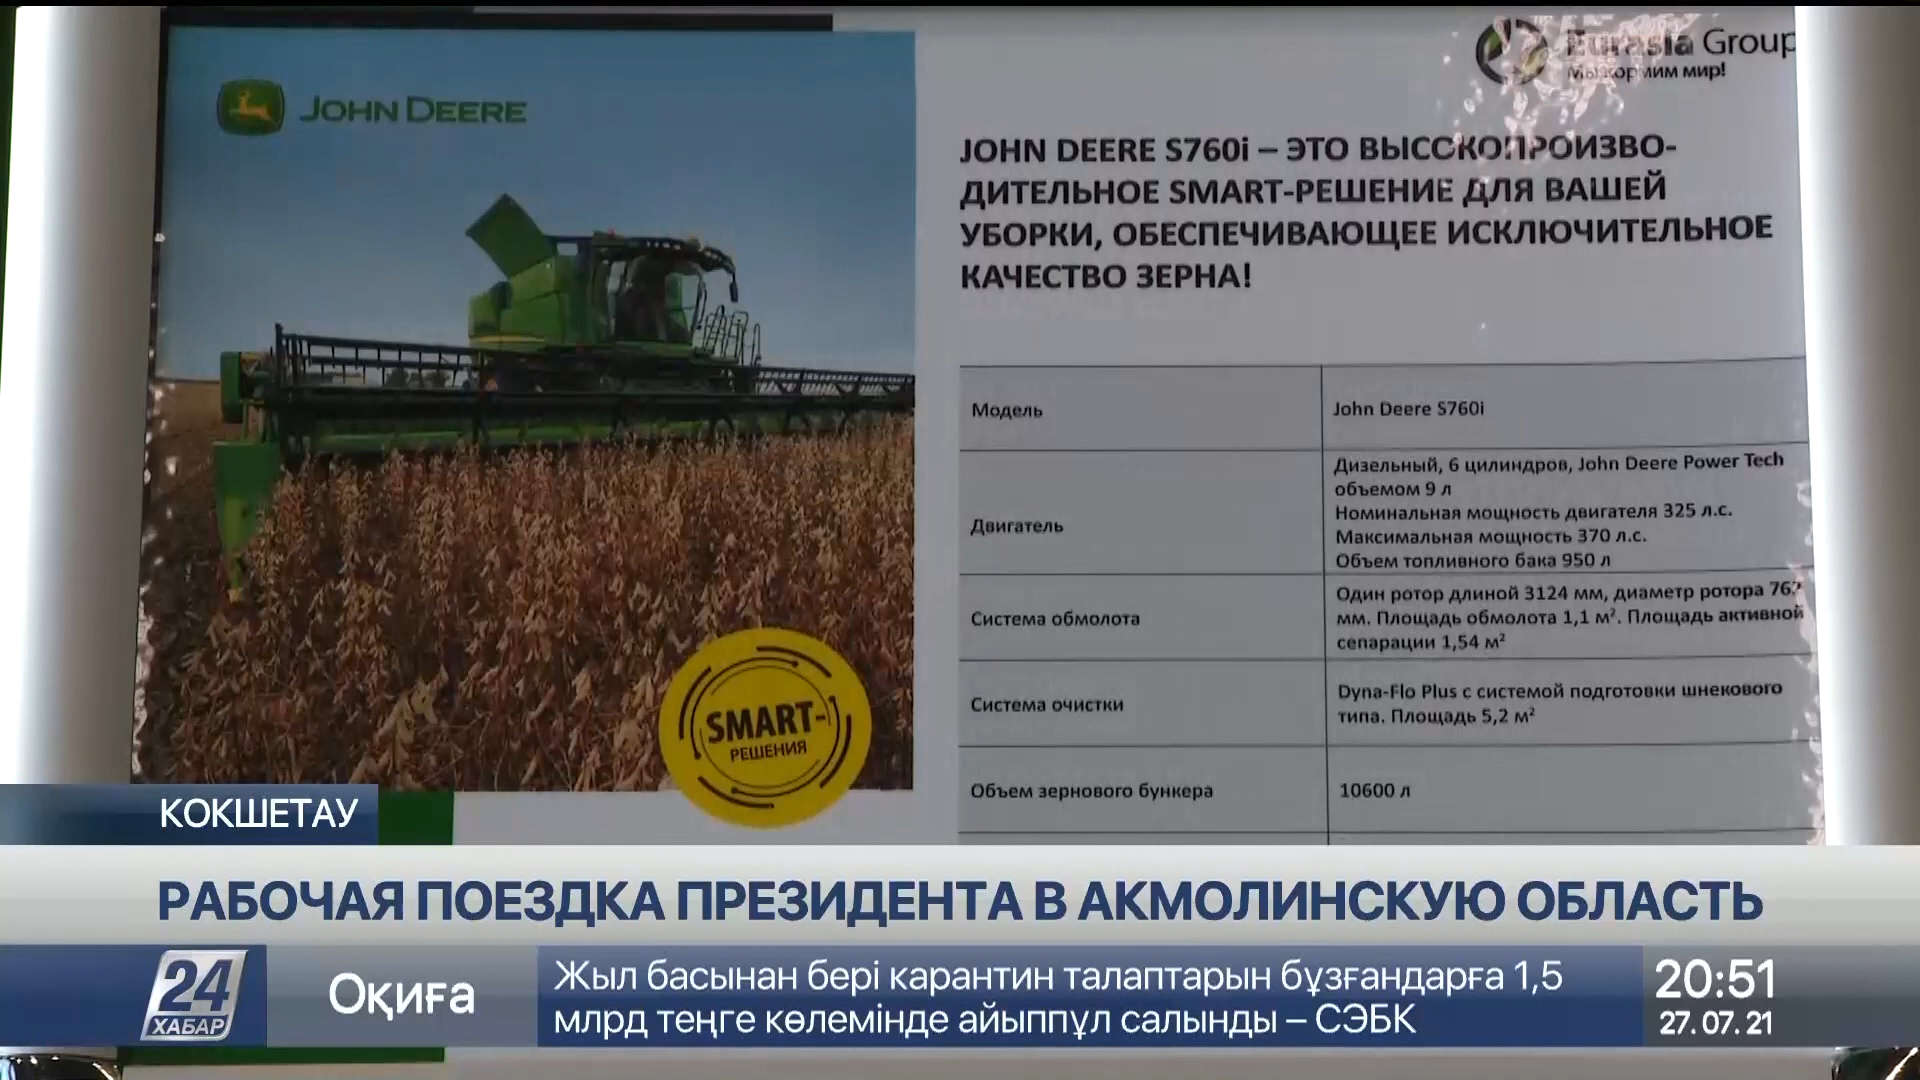 JOHN DEERE
Eurasia Group
Мы кормим мир!
JOHN DEERE S760i – ЭТО ВЫСОКОПРОИЗВО-
ДИТЕЛЬНОЕ SMART-РЕШЕНИЕ ДЛЯ ВАШЕЙ
УБОРКИ, ОБЕСПЕЧИВАЮЩЕЕ ИСКЛЮЧИТЕЛЬНОЕ
КАЧЕСТВО ЗЕРНА!
Модель
John Deere S760i
Двигатель
Дизельный, 6 цилиндров, John Deere Power Tech
объемом 9 л
Номинальная мощность двигателя 325 л.с.
Максимальная мощность 370 л.с.
Объем топливного бака 950 л
Система обмолота
Один ротор длиной 3124 мм, диаметр ротора 762
мм. Площадь обмолота 1,1 м². Площадь активной
сепарации 1,54 м²
Система очистки
Dyna-Flo Plus с системой подготовки шнекового
типа. Площадь 5,2 м²
Объем зернового бункера
10600 л
SMART-
РЕШЕНИЯ
КОКШЕТАУ
РАБОЧАЯ ПОЕЗДКА ПРЕЗИДЕНТА В АКМОЛИНСКУЮ ОБЛАСТЬ
24
ХАБАР
Оқиға
Жыл басынан бері карантин талаптарын бұзғандарға 1,5
млрд теңге көлемінде айыппұл салынды – СЭБК
20:51
27. 07. 21